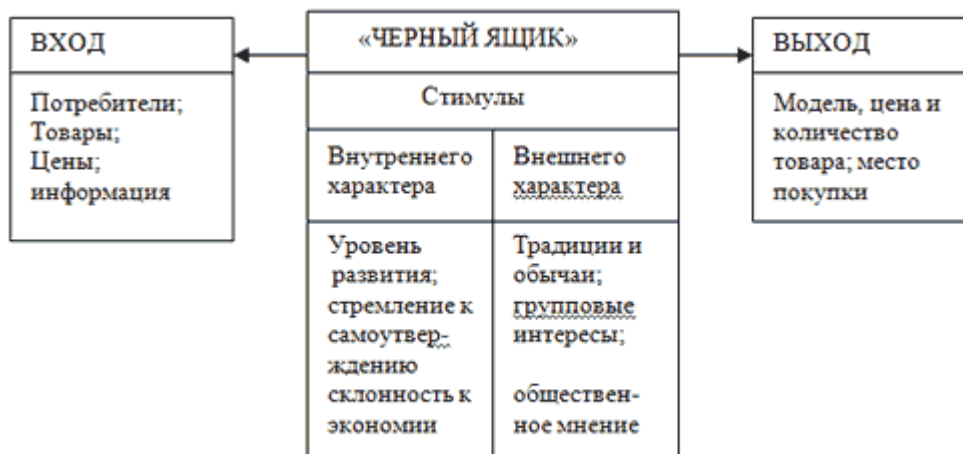 ВХОД
Потребители;
Товары;
Цены;
информация
«ЧЕРНЫЙ ЯЩИК»
Стимулы
Внутреннего
характера
Уровень
развития;
стремление к
самоутвер-
ждению
склонность к
экономии
Внешнего
характера
Традиции и
обычаи;
групповые
интересы;
обществен-
ное мнение
ВЫХОД
Модель, цена и
количество
товара; место
покупки